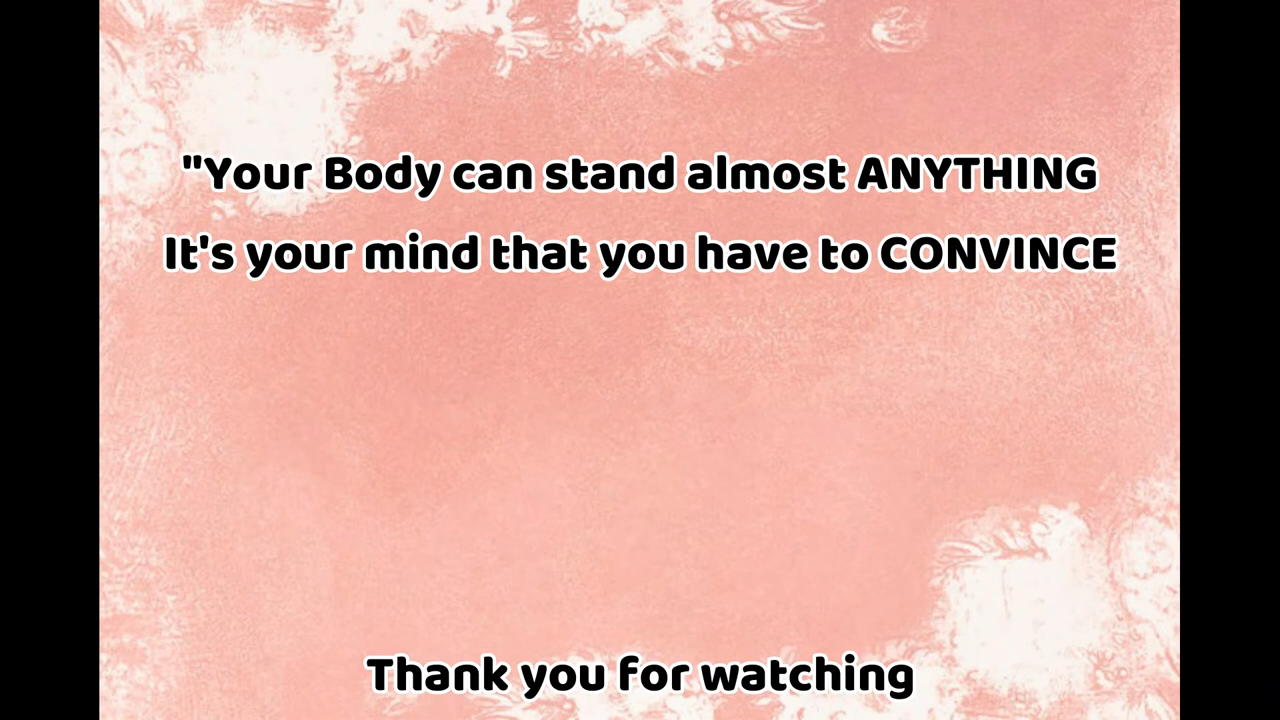 "Your Body can stand almost ANYTHING
It's your mind that you have to CONVINCE
Thank you for watching